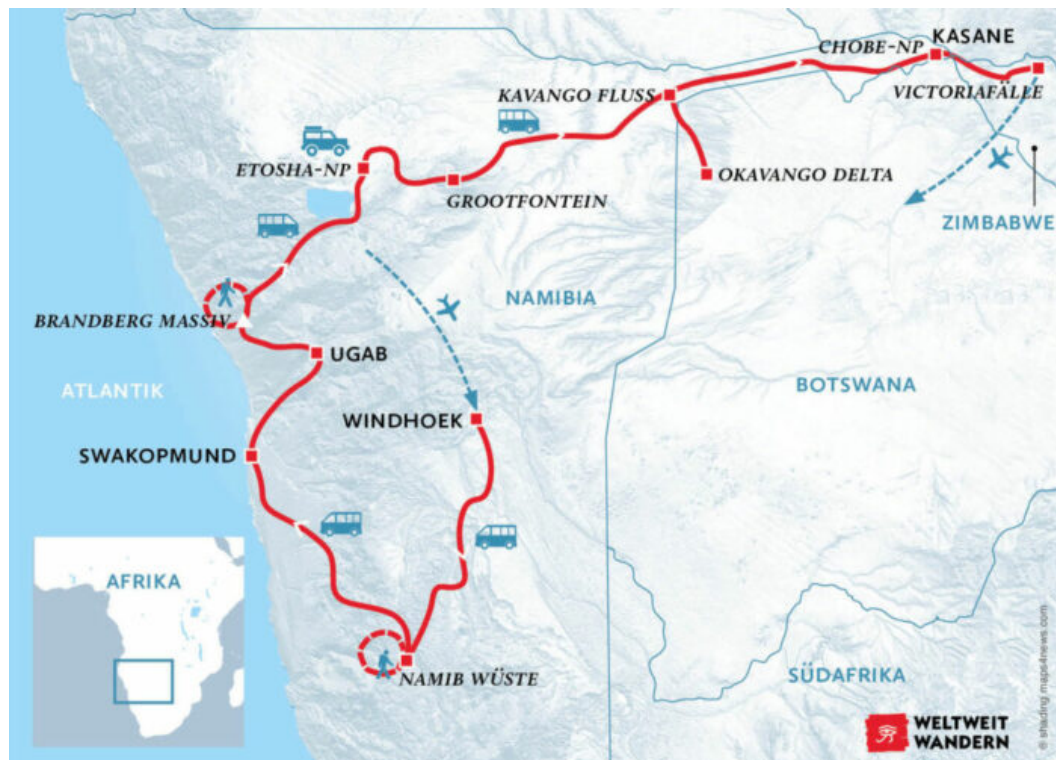 KASANE
CHOBE-NP
VICTORIAFÄLLE
KAVANGO FLUSS
ETOSHA-NP
OKAVANGO DELTA
GROOTFONTEIN
ZIMBABWE
NAMIBIA
BRANDBERG MASSIV
UGAB
ATLANTIK
BOTSWANA
WINDHOEK
SWAKOPMUND
AFRIKA
NAMIB WÜSTE
SÜDAFRIKA
WELTWEIT
WANDERN
© shading maps4news.com